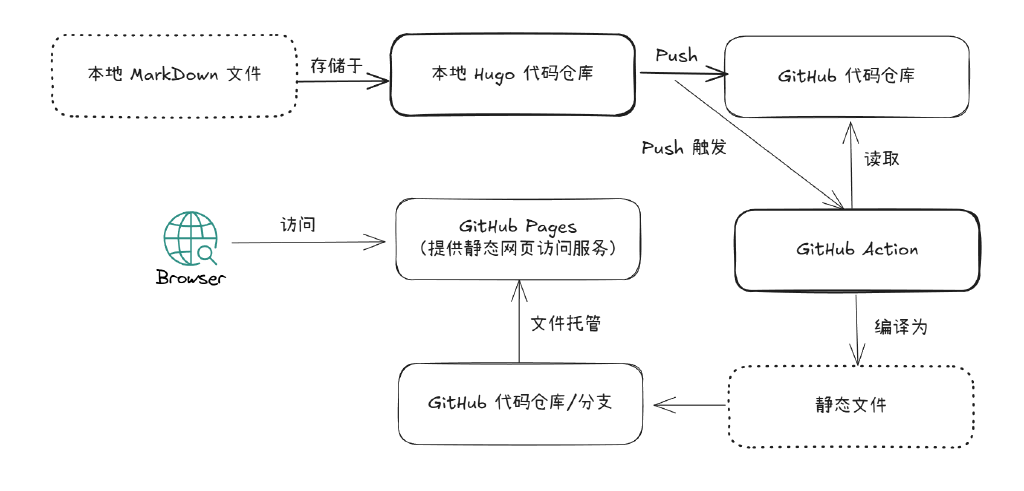 本地 MarkDown 文件
存储于
本地 Hugo 代码仓库
Push
GitHub 代码仓库
Push 触发
读取
Browser
访问
GitHub Pages
(提供静态网页访问服务)
GitHub Action
文件托管
编译为
GitHub 代码仓库/分支
静态文件